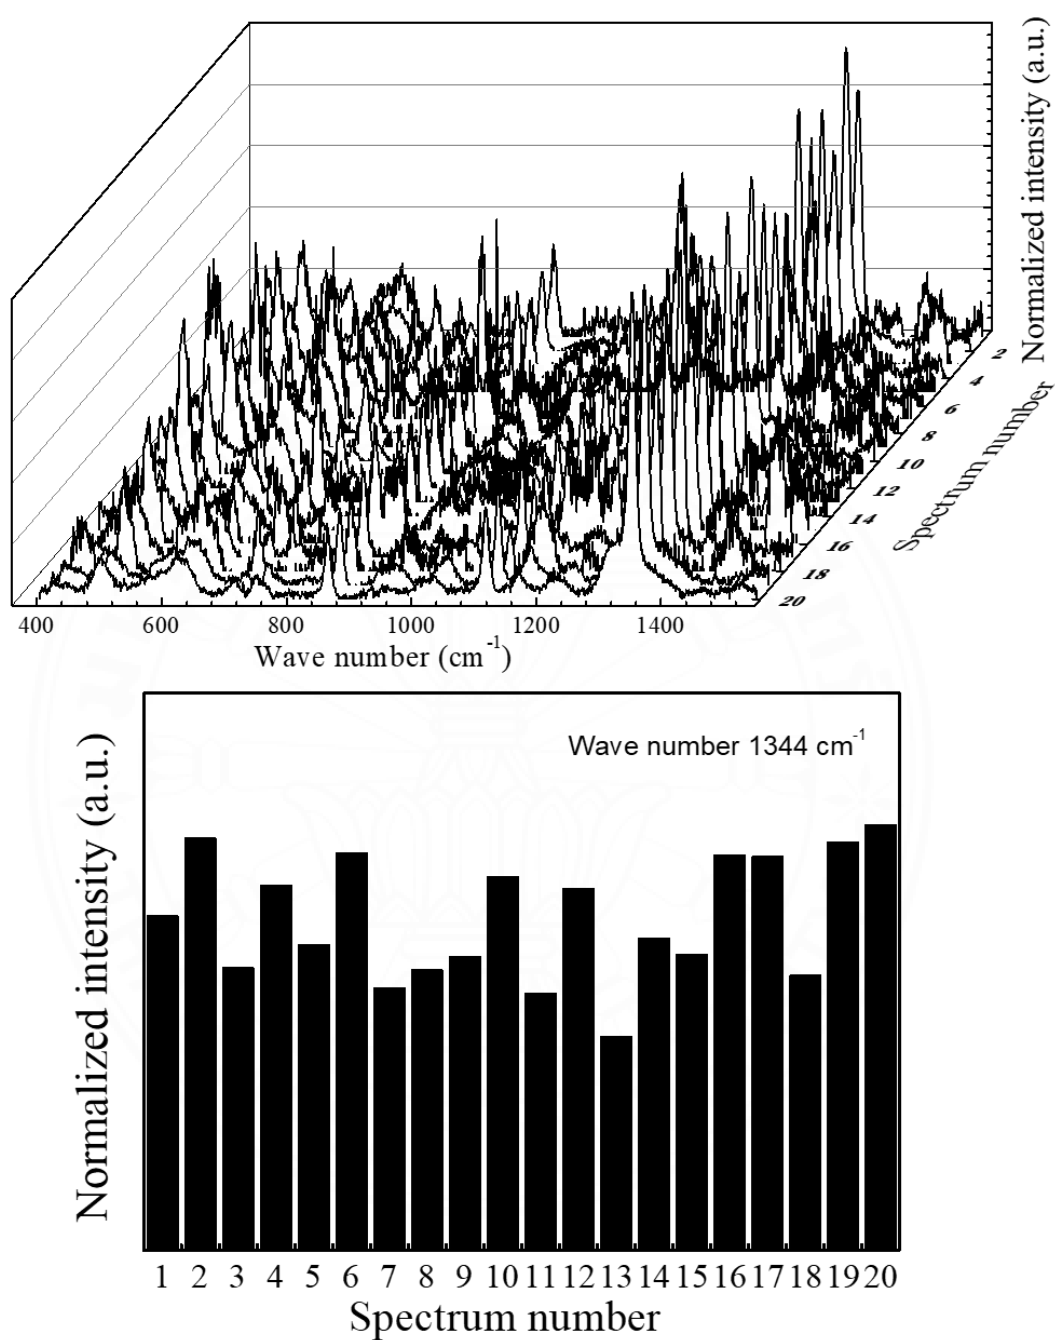 Normalized intensity (a.u.)
2
4
6
8
10
12
14
16
18
20
Spectrum number
400 600 800 1000 1200 1400
Wave number (cm-1)
Wave number 1344 cm-1
Normalized intensity (a.u.)
1 2 3 4 5 6 7 8 9 10 11 12 13 14 15 16 17 18 19 20
Spectrum number